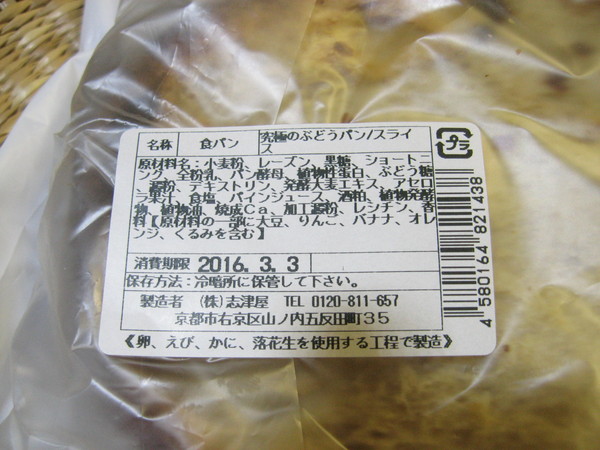 名称 食パン 究極のぶどうパン/スライ
ス
プラ
原材料名：小麦粉、レーズン、果糖、ショートニ
ング、全粉乳、パン酵母、植物性蛋白、ぶどう糖
澱粉、デキストリン、発酵大麦エキス、アセロ
ラ果汁、食塩、パインジュース、酒粕、植物発酵
物、植物油、焼成Ca、加工澱粉、レシチン、香
料【原材料の一部に大豆、りんご、バナナ、オレ
ンジ、くるみを含む】
消費期限 2016. 3. 3
保存方法：冷暗所に保管して下さい。
製造者 （株）志津屋 TEL 0120-811-657
京都市右京区山ノ内五反田町35
《卵、えび、かに、落花生を使用する工程で製造》
4 580164 821438